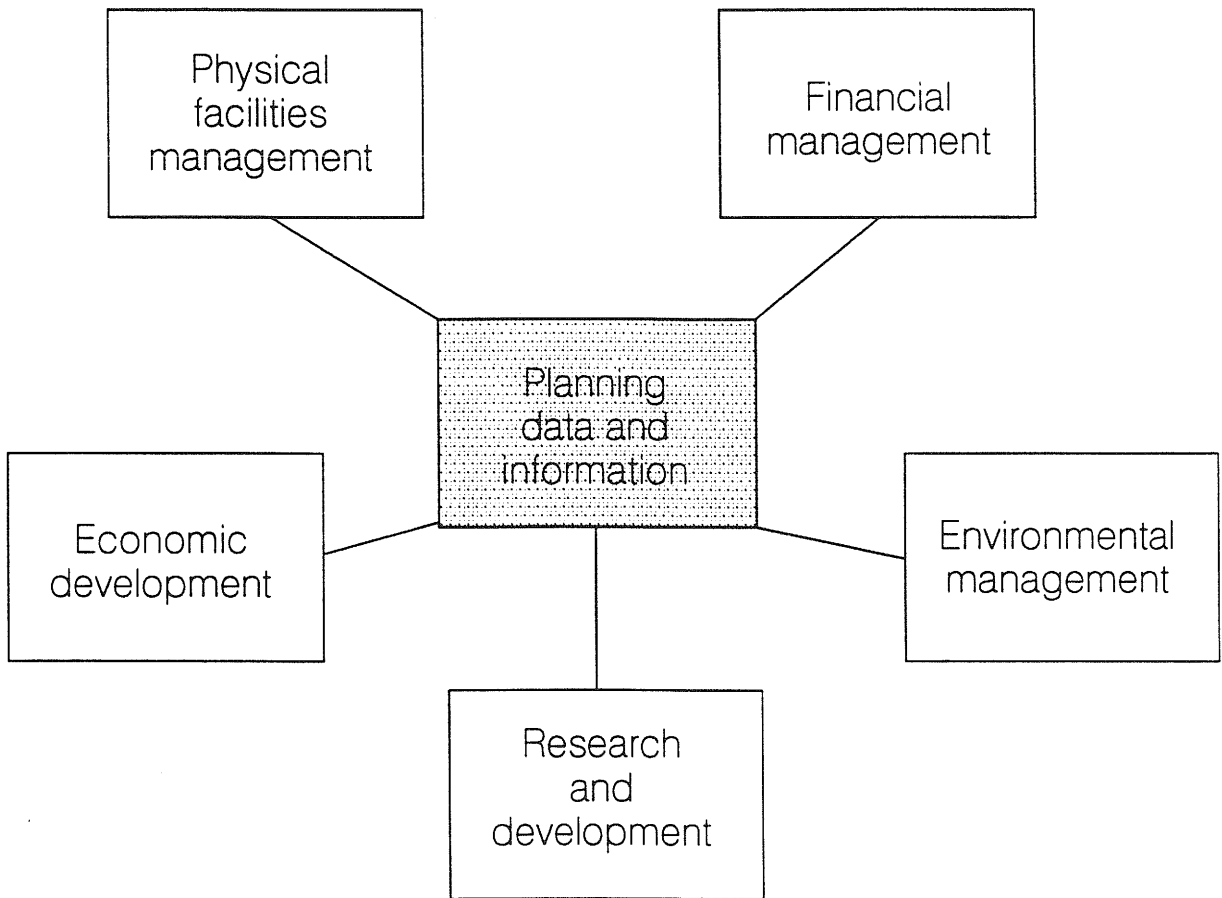 Physical
facilities
management
Financial
management
Planning
data and
information
Economic
development
Environmental
management
Research
and
development